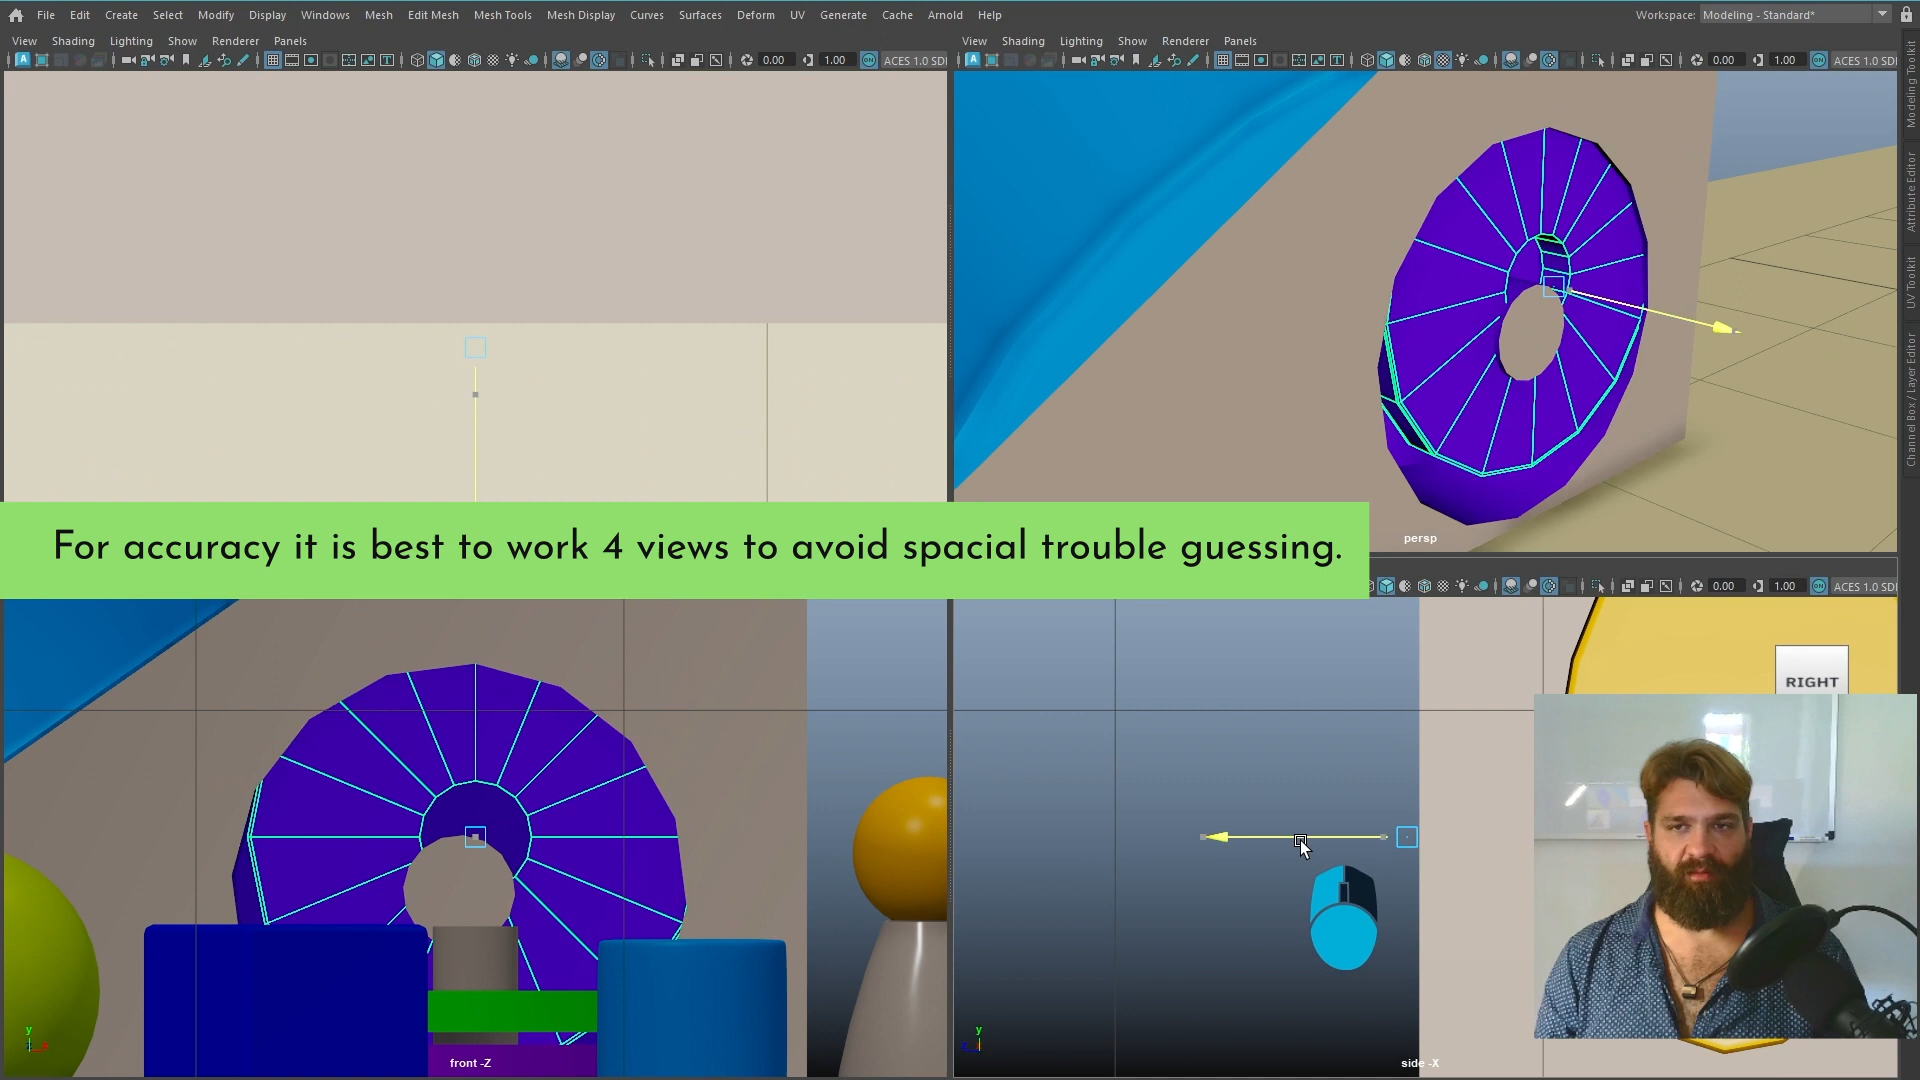 File Edit Create Select Modify Display Windows Mesh Edit Mesh Mesh Tools Mesh Display Curves Surfaces Deform UV Generate Cache Arnold Help
Workspace: Modeling - Standard*
View Shading Lighting Show Renderer Panels
View Shading Lighting Show Renderer Panels
0.00 1.00 ACES 1.0 SD
0.00 1.00 ACES 1.0 SD
Modeling Toolkit
Attribute Editor
UV Toolkit
Channel Box / Layer Editor
persp
For accuracy it is best to work 4 views to avoid spacial trouble guessing.
0.00 1.00 ACES 1.0 SD
RIGHT
y
y
front -Z
side -X